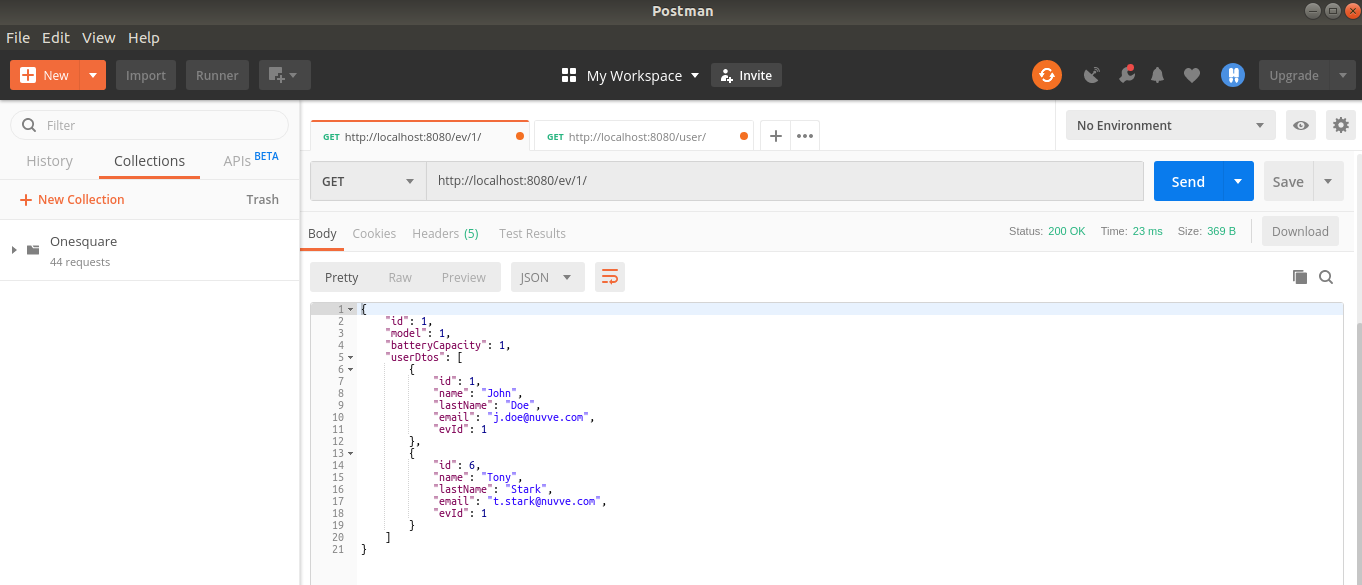 Postman
File Edit View Help
New Import Runner My Workspace Invite Upgrade
Filter
History Collections APIs BETA
New Collection Trash
Onesquare
44 requests
GET http://localhost:8080/ev/1/ GET http://localhost:8080/user/ No Environment
GET http://localhost:8080/ev/1/ Send Save
Body Cookies Headers (5) Test Results Status: 200 OK Time: 23 ms Size: 369 B Download
Pretty Raw Preview JSON
1 {
2 "id": 1,
3 "model": 1,
4 "batteryCapacity": 1,
5 "userDtos": [
6 {
7 "id": 1,
8 "name": "John",
9 "lastName": "Doe",
10 "email": "j.doe@nuvve.com",
11 "evId": 1
12 },
13 {
14 "id": 6,
15 "name": "Tony",
16 "lastName": "Stark",
17 "email": "t.stark@nuvve.com",
18 "evId": 1
19 }
20 ]
21 }